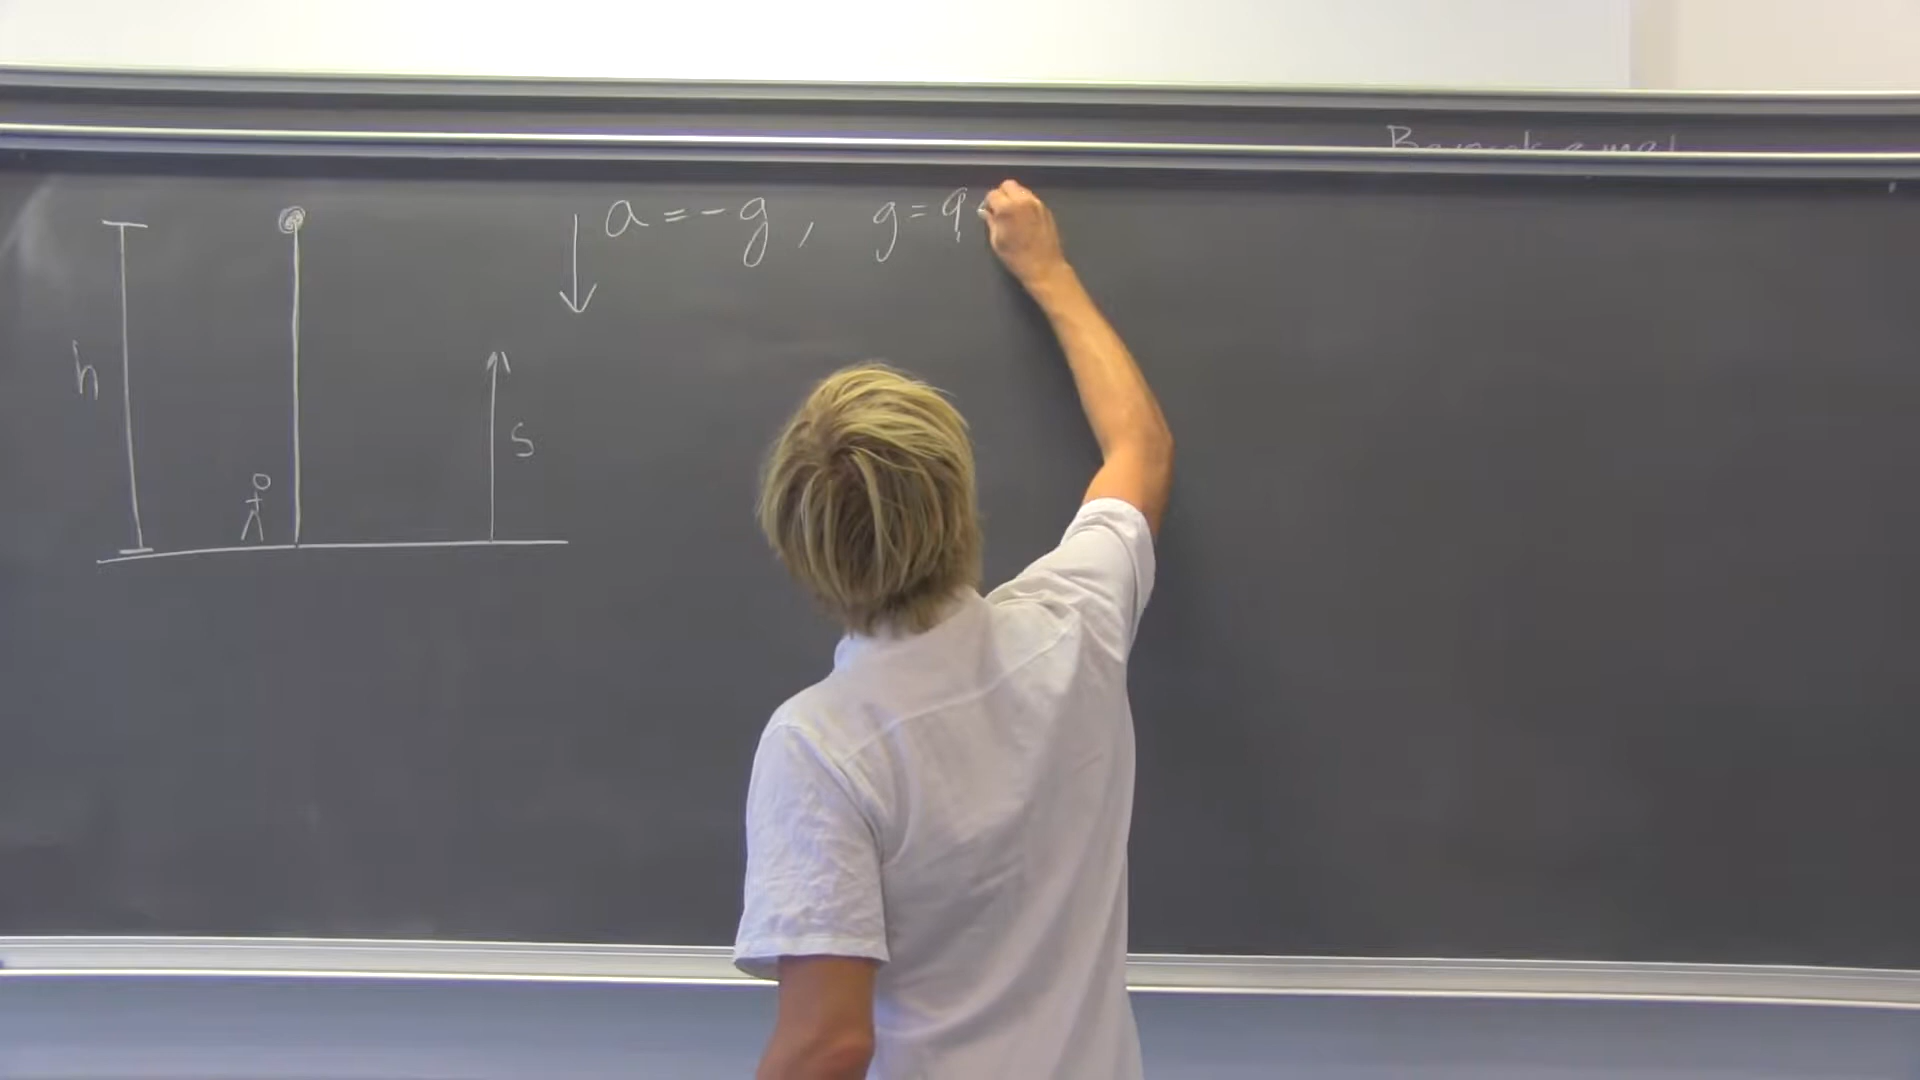 a = -g, g = 9
h
s